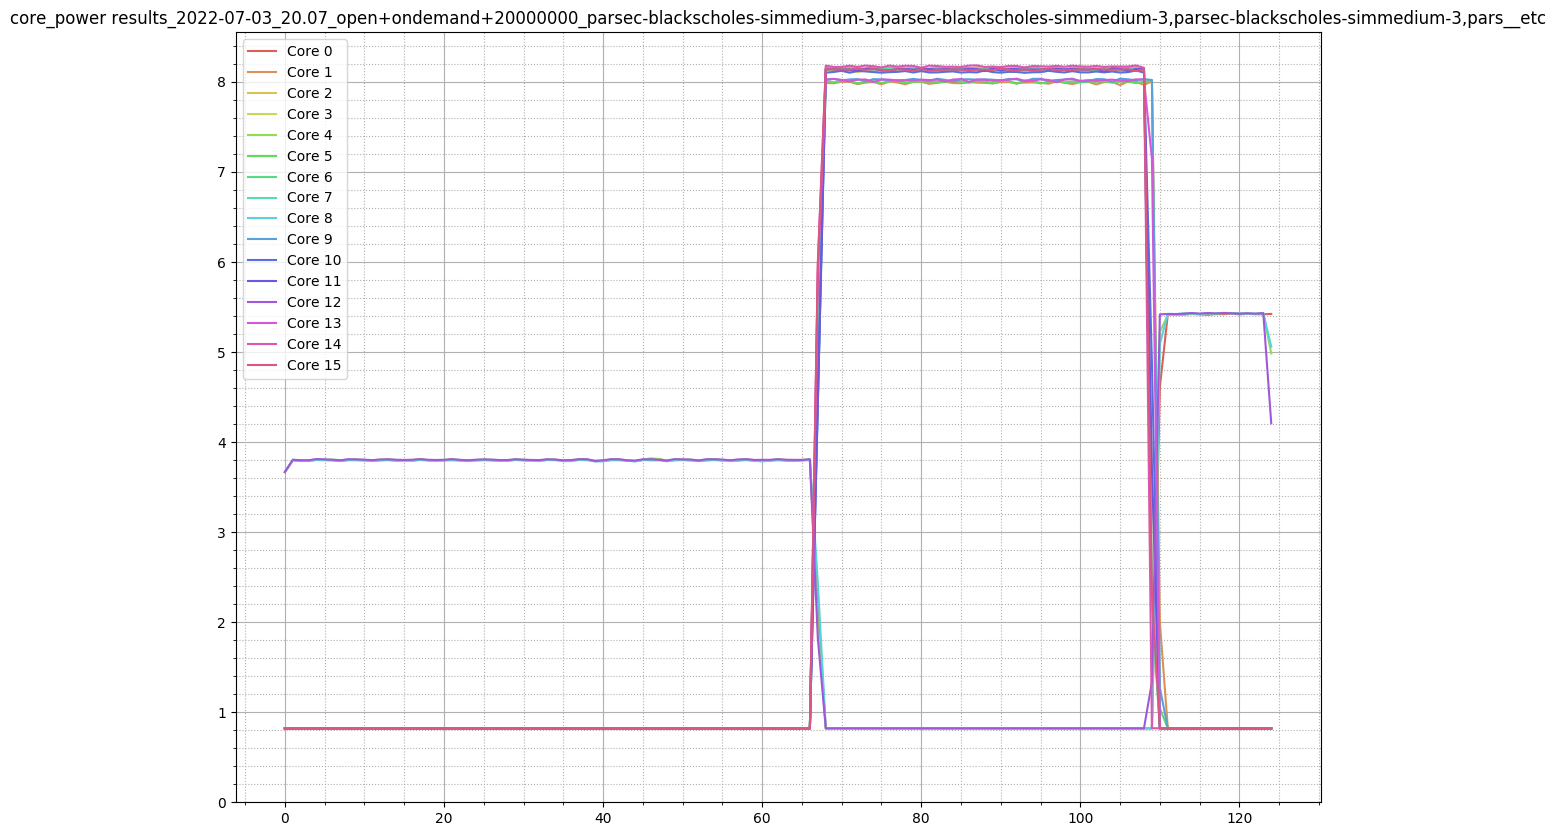 core_power results_2022-07-03_20.07_open+ondemand+20000000_parsec-blackscholes-simmedium-3,parsec-blackscholes-simmedium-3,parsec-blackscholes-simmedium-3,pars__etc
Core 0
Core 1
Core 2
Core 3
Core 4
Core 5
Core 6
Core 7
Core 8
Core 9
Core 10
Core 11
Core 12
Core 13
Core 14
Core 15
8
7
6
5
4
3
2
1
0
0 20 40 60 80 100 120